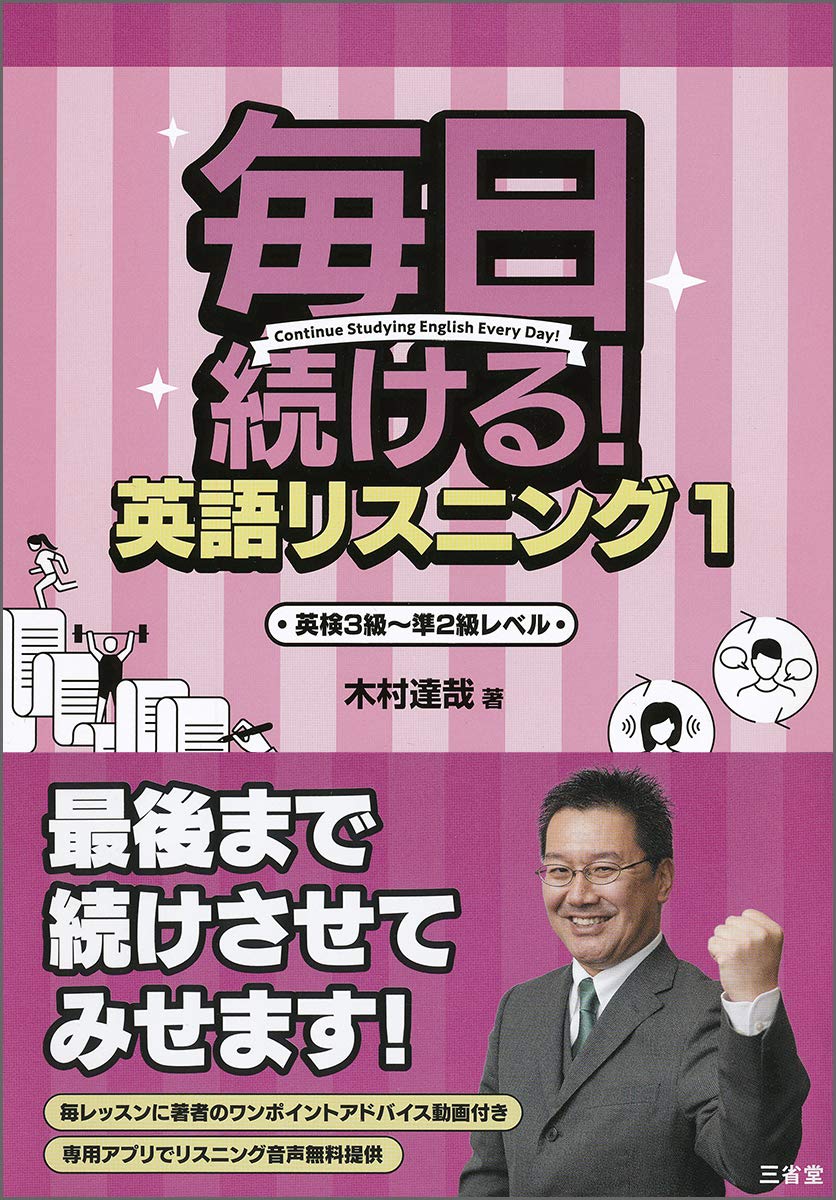 毎日
Continue Studying English Every Day!
続ける!
英語リスニング1
・英検3級〜準2級レベル・
木村達哉 著
最後まで
続けさせて
みせます!
毎レッスンに著者のワンポイントアドバイス動画付き
専用アプリでリスニング音声無料提供
三省堂